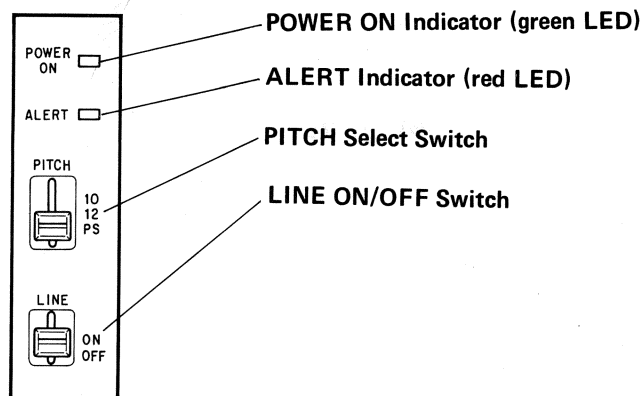 POWER ON Indicator (green LED)
POWER
ON
ALERT Indicator (red LED)
ALERT
PITCH Select Switch
PITCH
10
12
PS
LINE ON/OFF Switch
LINE
ON
OFF